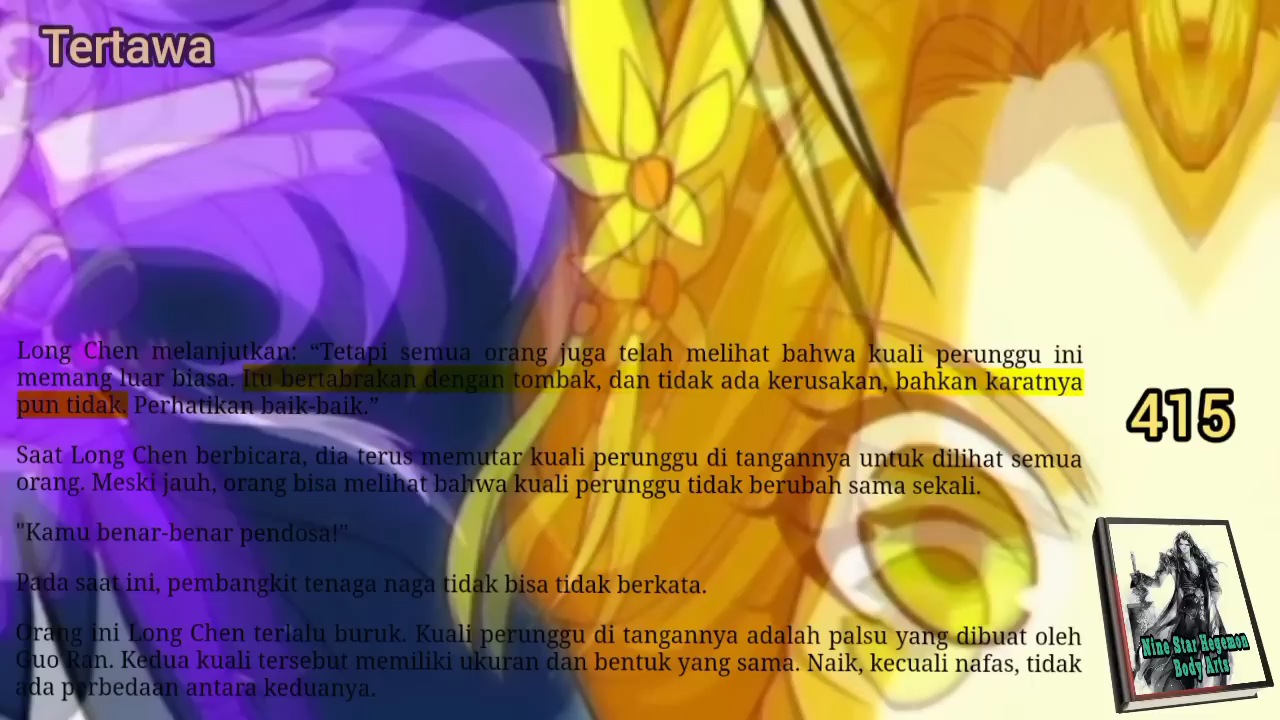 Tertawa
Long Chen melanjutkan: “Tetapi semua orang juga telah melihat bahwa kuali perunggu ini
memang luar biasa. Itu bertabrakan dengan tombak, dan tidak ada kerusakan, bahkan karatnya
pun tidak. Perhatikan baik-baik.”
Saat Long Chen berbicara, dia terus memutar kuali perunggu di tangannya untuk dilihat semua
orang. Meski jauh, orang bisa melihat bahwa kuali perunggu tidak berubah sama sekali.
"Kamu benar-benar pendosa!”
Pada saat ini, pembangkit tenaga naga tidak bisa tidak berkata.
Orang ini Long Chen terlalu buruk. Kuali perunggu di tangannya adalah palsu yang dibuat oleh
Guo Ran. Kedua kuali tersebut memiliki ukuran dan bentuk yang sama. Naik, kecuali nafas, tidak
ada perbedaan antara keduanya.
415
Nine Star Hegemon
Body Arts